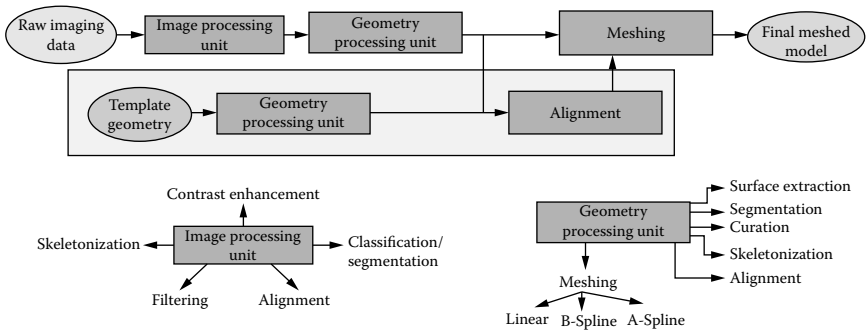 Raw imaging
data
Image processing
unit
Geometry
processing unit
Meshing
Final meshed
model
Template
geometry
Geometry
processing unit
Alignment
Contrast enhancement
Skeletonization
Image processing
unit
Classification/
segmentation
Filtering
Alignment
Geometry
processing unit
Surface extraction
Segmentation
Curation
Skeletonization
Alignment
Meshing
Linear
B-Spline
A-Spline